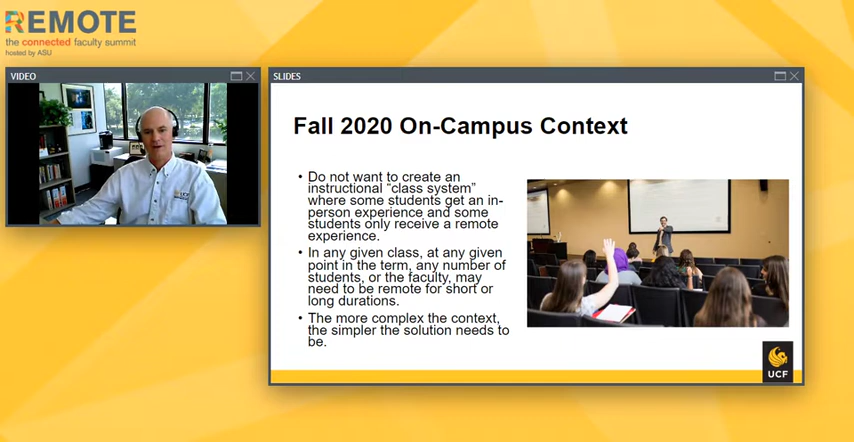 REMOTE
the connected faculty summit
hosted by ASU
VIDEO
UCF
SLIDES
Fall 2020 On-Campus Context
• Do not want to create an
instructional “class system”
where some students get an in-
person experience and some
students only receive a remote
experience.
• In any given class, at any given
point in the term, any number of
students, or the faculty, may
need to be remote for short or
long durations.
• The more complex the context,
the simpler the solution needs to
be.
UCF